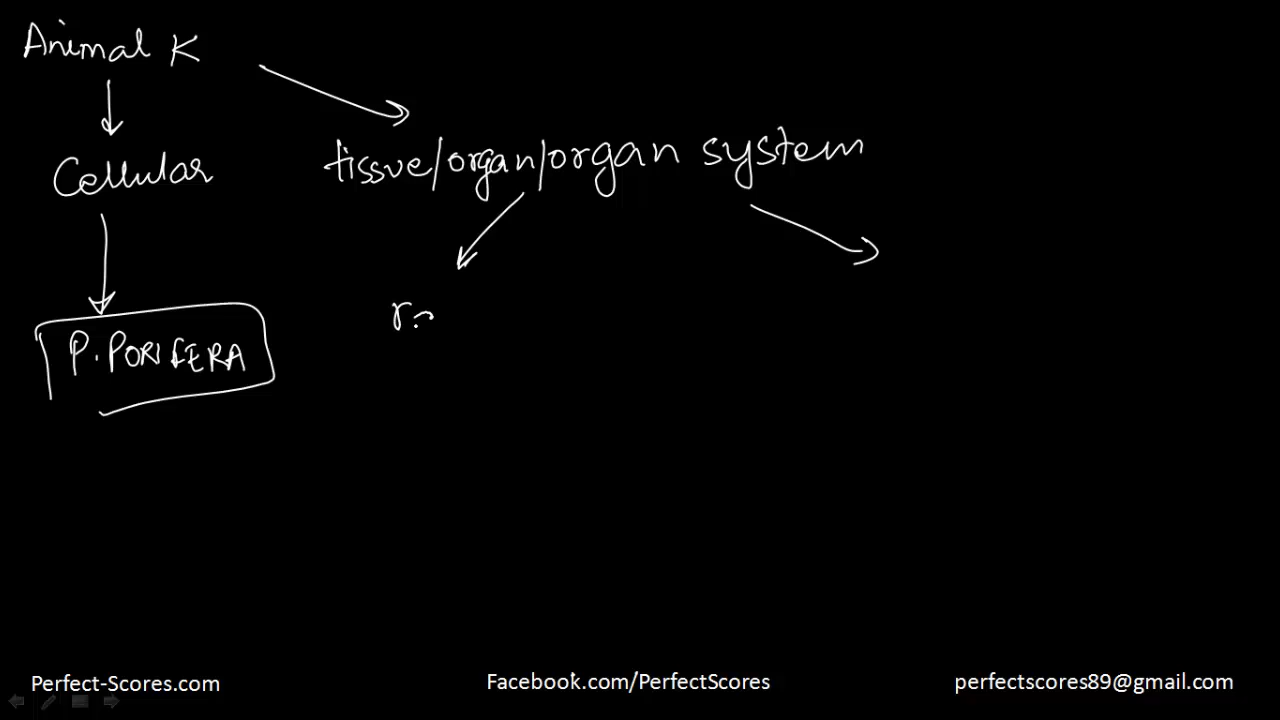 Animal K
tissue/organ/organ system
Cellular
P. PORIFERA
Perfect-Scores.com
Facebook.com/PerfectScores
perfectscores89@gmail.com